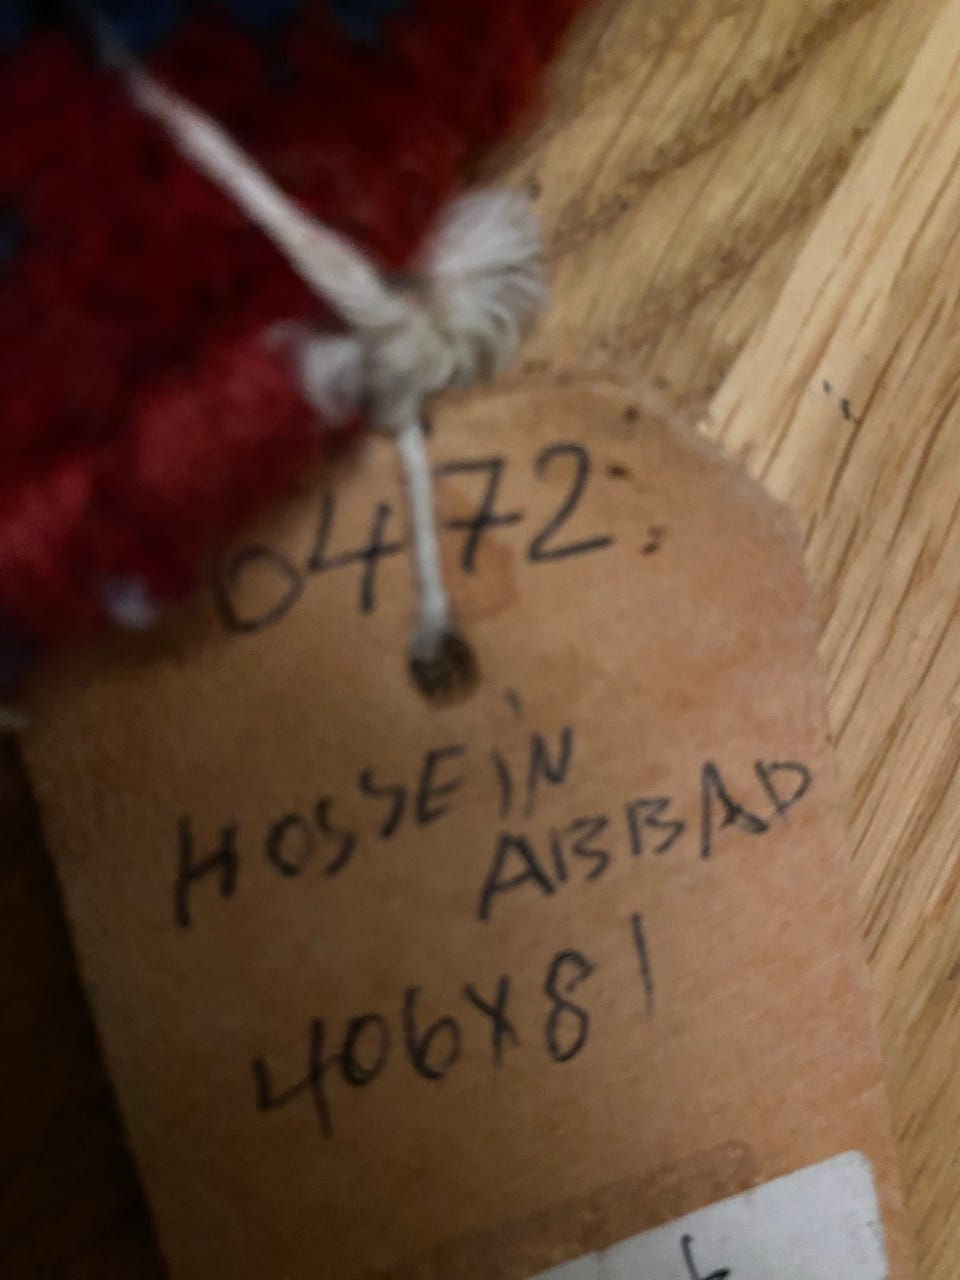 0472
HOSSEIN
ABBAD
406X81